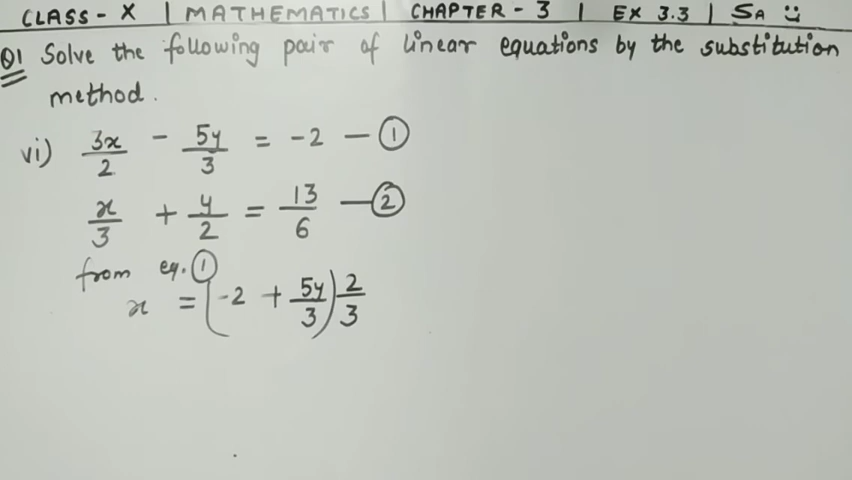 CLASS - X | MATHEMATICS | CHAPTER - 3 | EX 3.3 | SA
Q1 Solve the following pair of linear equations by the substitution
method.
vi) 3x/2 - 5y/3 = -2 — ①
x/3 + y/2 = 13/6 — ②
from eq. ①
x = (-2 + 5y/3) 2/3